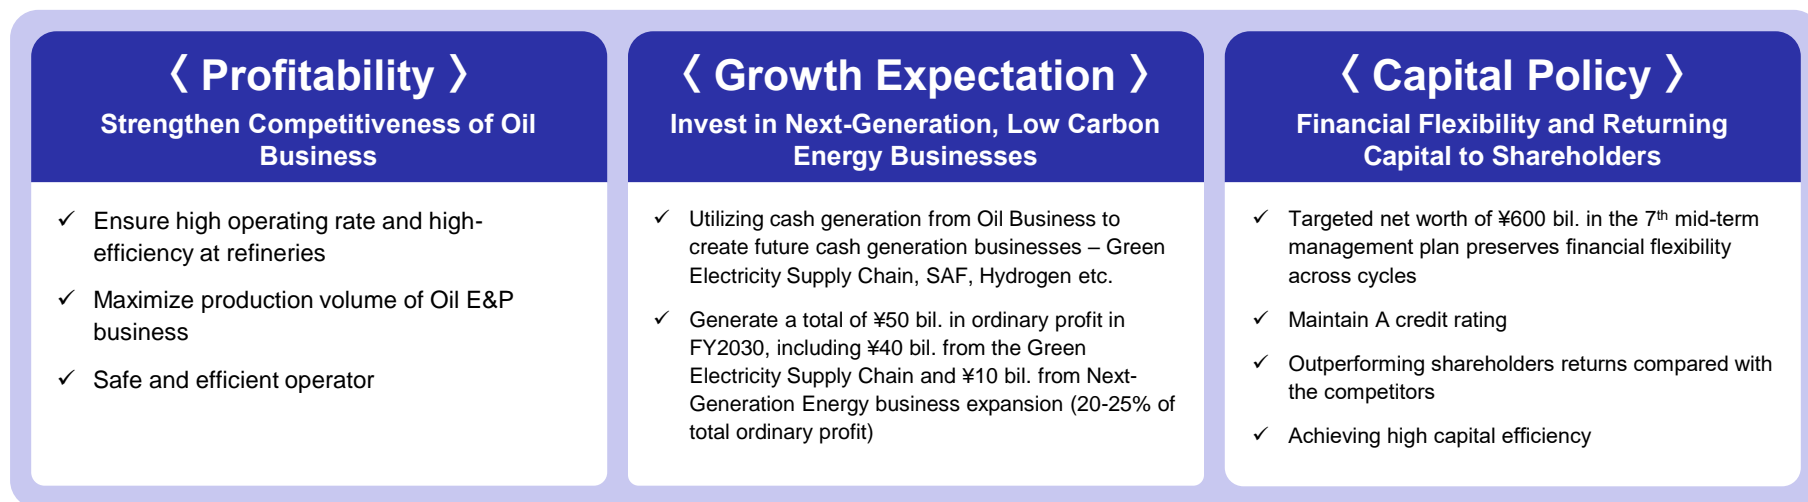 〈 Profitability 〉
Strengthen Competitiveness of Oil
Business
✓ Ensure high operating rate and high-
efficiency at refineries
✓ Maximize production volume of Oil E&P
business
✓ Safe and efficient operator
〈 Growth Expectation 〉
Invest in Next-Generation, Low Carbon
Energy Businesses
✓ Utilizing cash generation from Oil Business to
create future cash generation businesses – Green
Electricity Supply Chain, SAF, Hydrogen etc.
✓ Generate a total of ¥50 bil. in ordinary profit in
FY2030, including ¥40 bil. from the Green
Electricity Supply Chain and ¥10 bil. from Next-
Generation Energy business expansion (20-25% of
total ordinary profit)
〈 Capital Policy 〉
Financial Flexibility and Returning
Capital to Shareholders
✓ Targeted net worth of ¥600 bil. in the 7th mid-term
management plan preserves financial flexibility
across cycles
✓ Maintain A credit rating
✓ Outperforming shareholders returns compared with
the competitors
✓ Achieving high capital efficiency